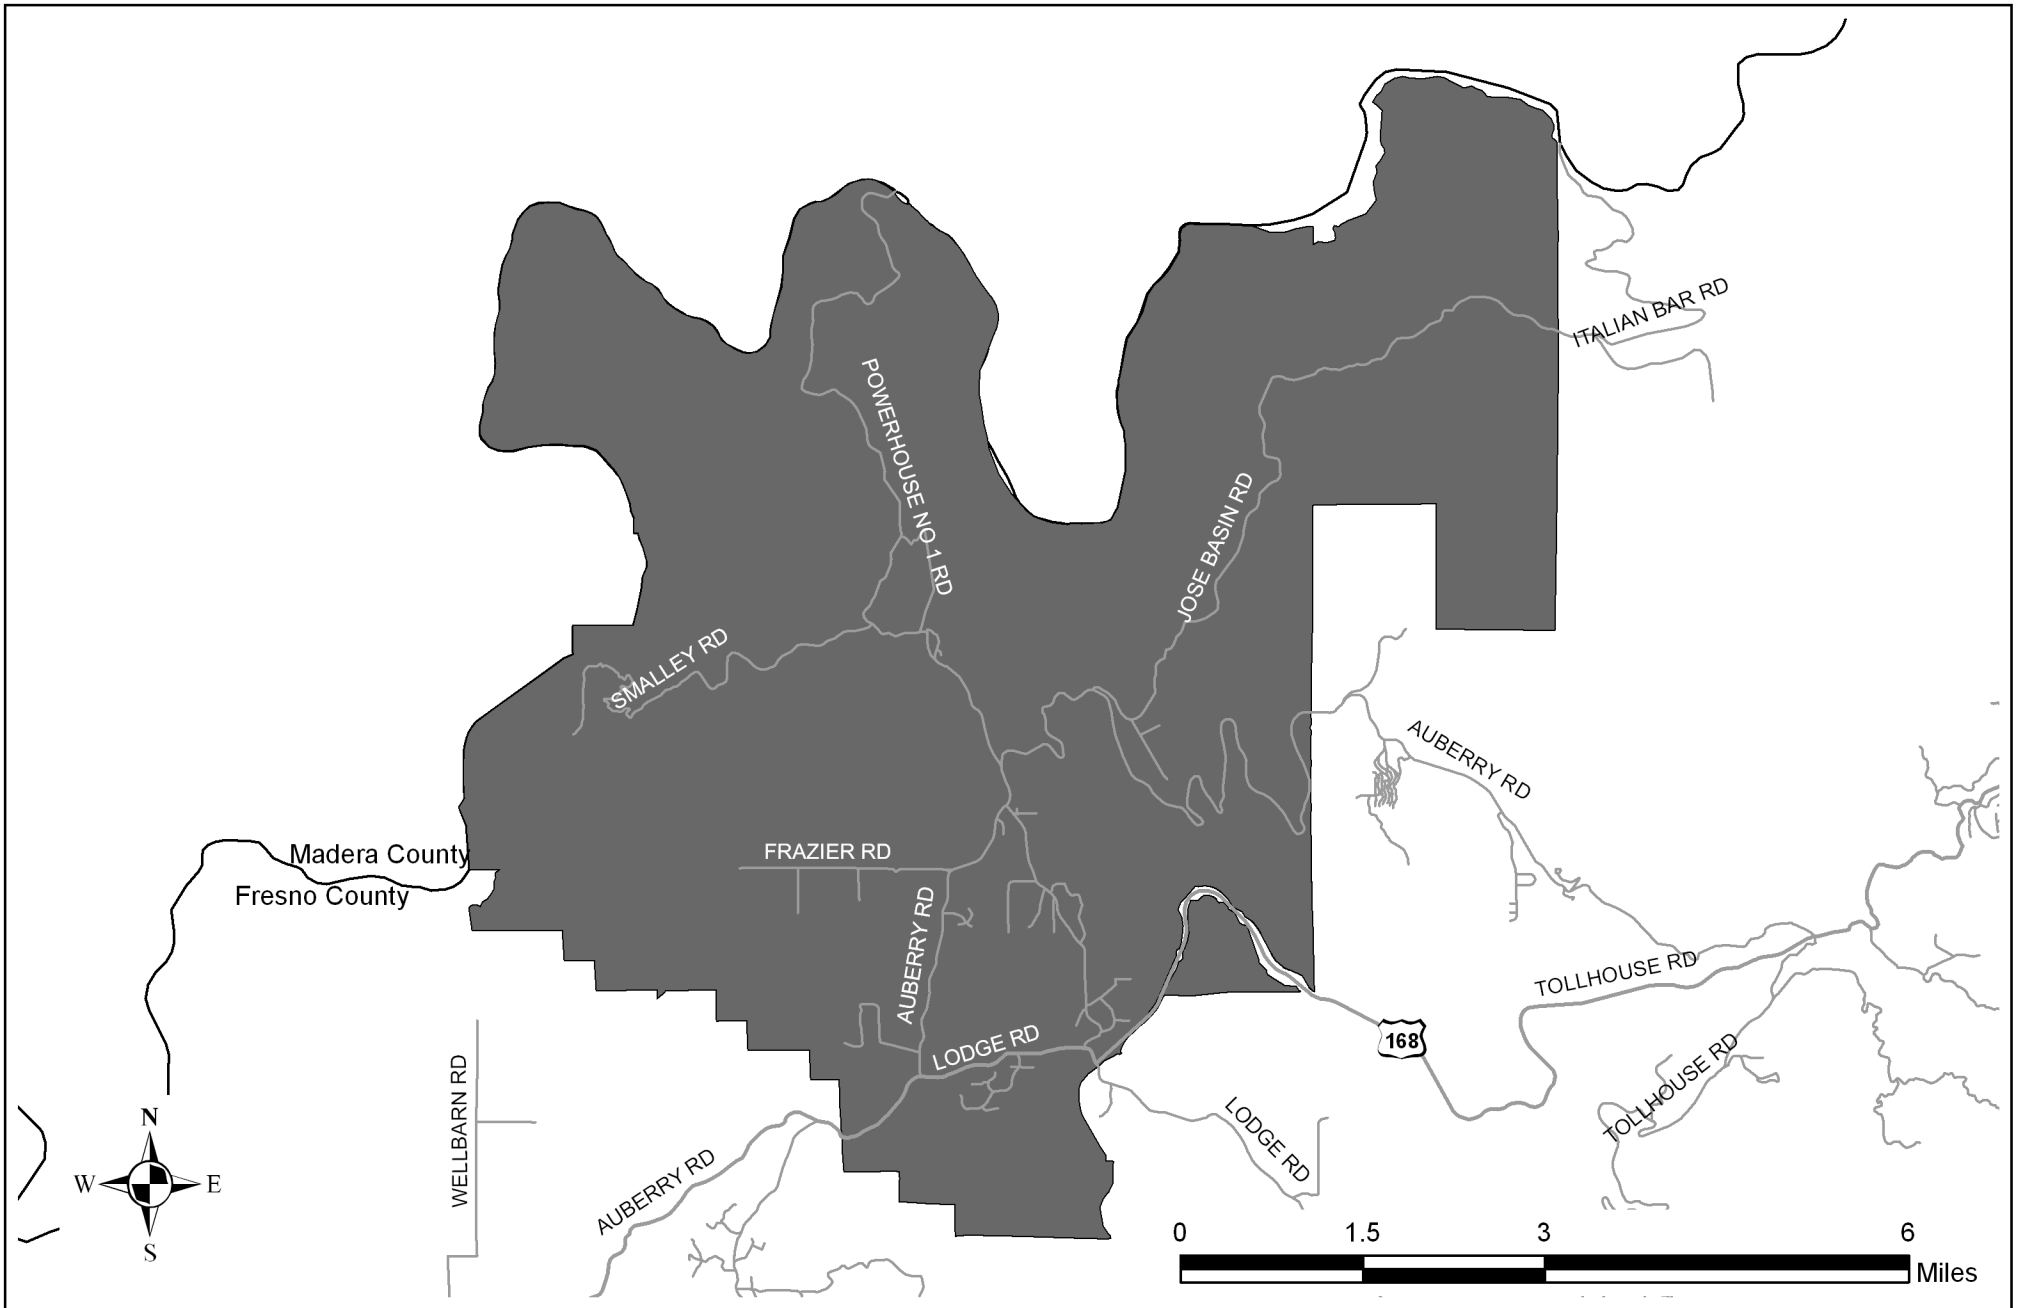 ITALIAN BAR RD
POWERHOUSE NO 1 RD
JOSE BASIN RD
SMALLEY RD
AUBERRY RD
FRAZIER RD
Madera County
Fresno County
AUBERRY RD
TOLLHOUSE RD
LODGE RD
168
TOLLHOUSE RD
WELLBARN RD
LODGE RD
AUBERRY RD
N
W E
S
0 1.5 3 6
Miles